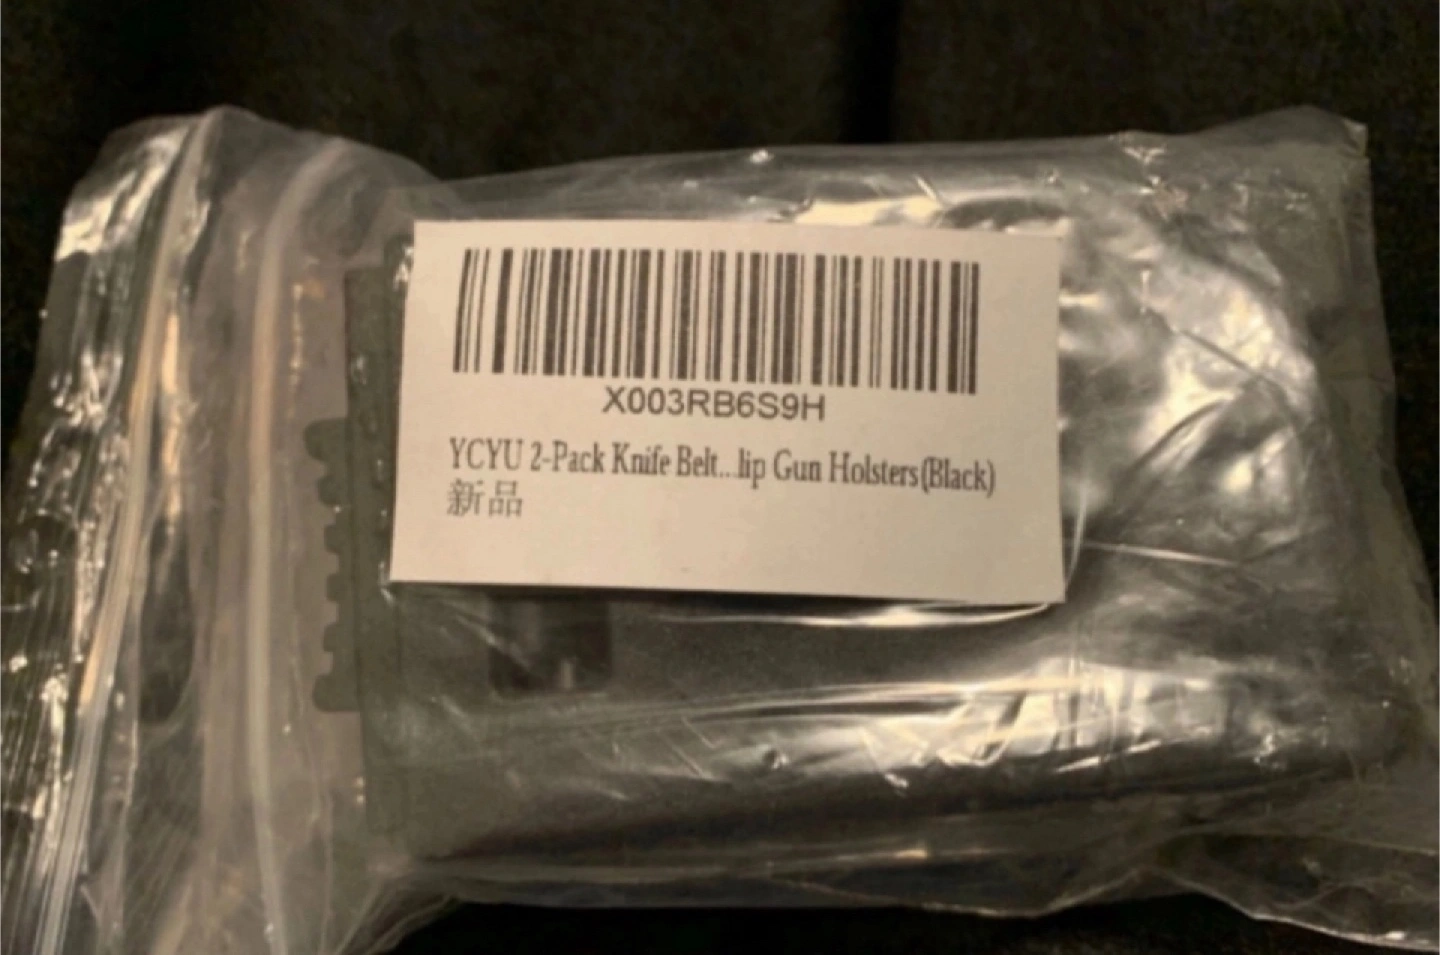 X003RB6S9H
YCYU 2-Pack Knife Belt...lip Gun Holsters(Black)
新品